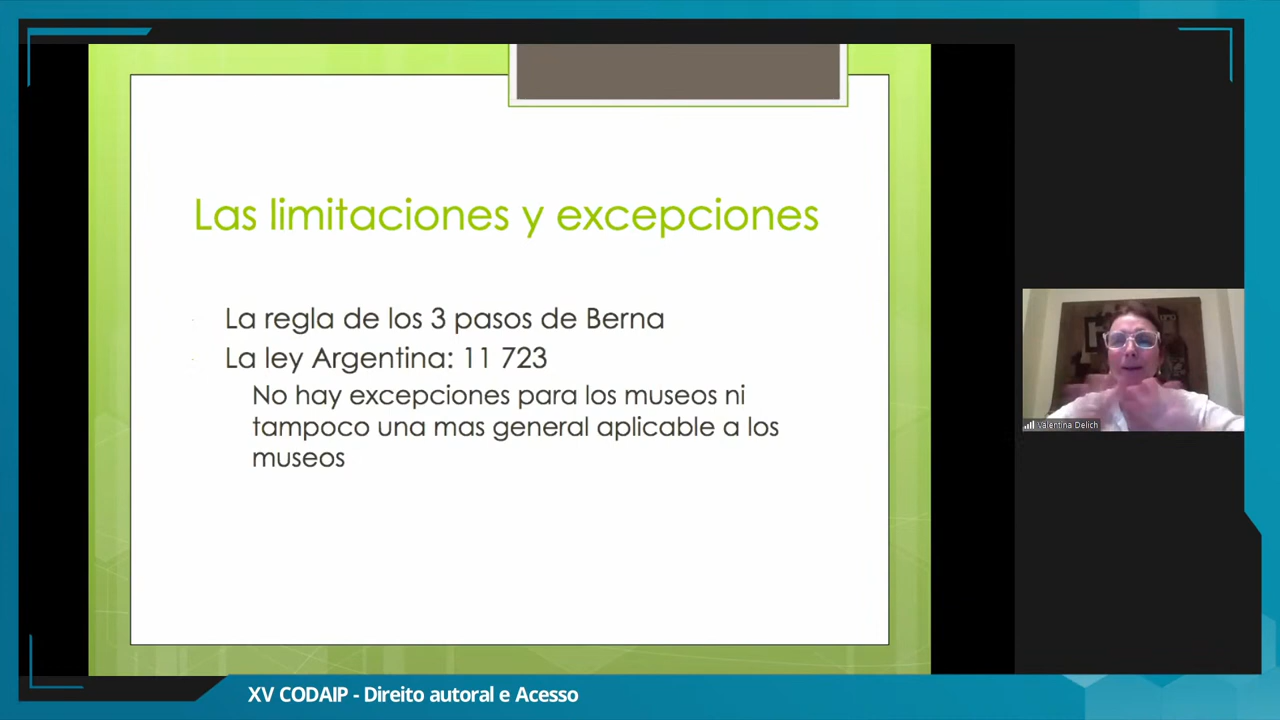 Las limitaciones y excepciones
La regla de los 3 pasos de Berna
La ley Argentina: 11 723
No hay excepciones para los museos ni
tampoco una mas general aplicable a los
museos
Valentina Delich
XV CODAIP - Direito autoral e Acesso